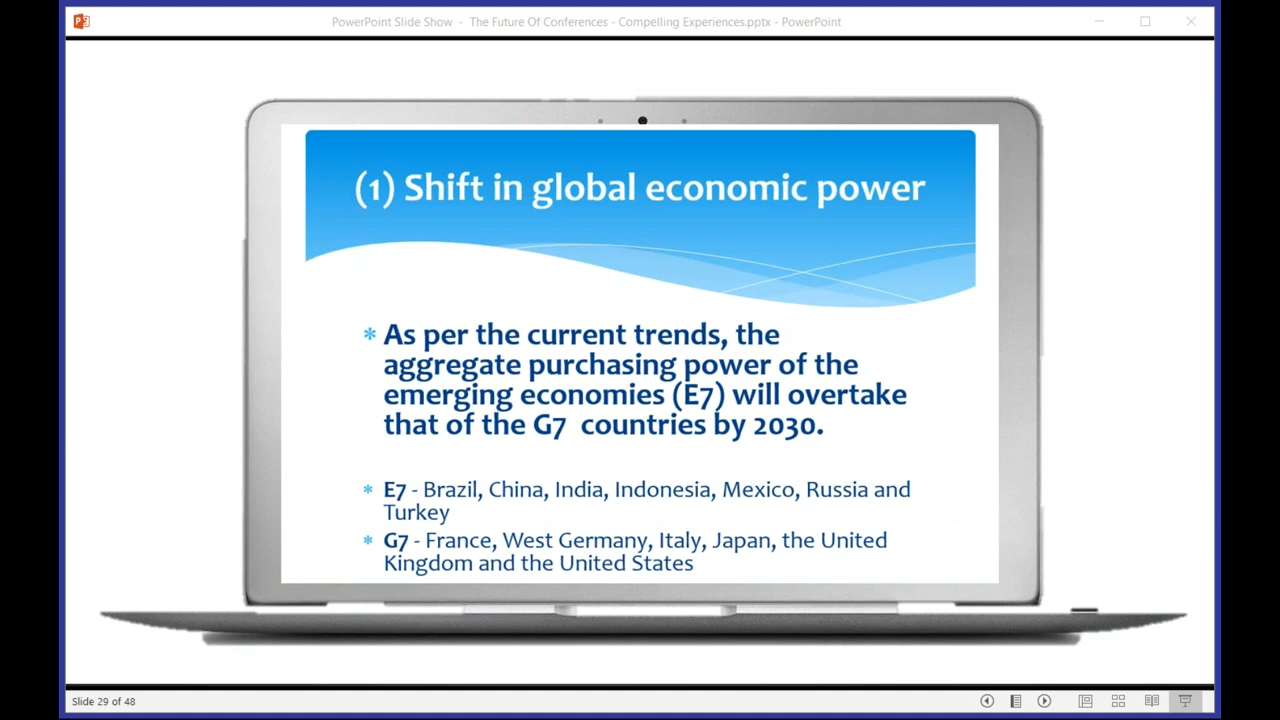 PowerPoint Slide Show - The Future Of Conferences - Compelling Experiences.pptx - PowerPoint
(1) Shift in global economic power
* As per the current trends, the
aggregate purchasing power of the
emerging economies (E7) will overtake
that of the G7 countries by 2030.
* E7 - Brazil, China, India, Indonesia, Mexico, Russia and
Turkey
* G7 - France, West Germany, Italy, Japan, the United
Kingdom and the United States
Slide 29 of 48